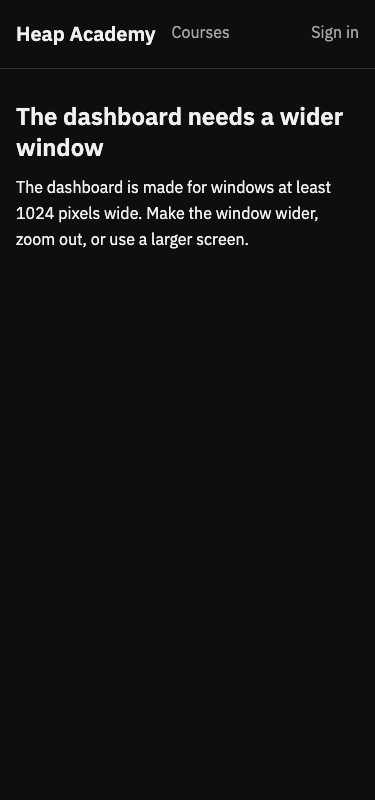 Heap Academy Courses Sign in
The dashboard needs a wider
window
The dashboard is made for windows at least
1024 pixels wide. Make the window wider,
zoom out, or use a larger screen.